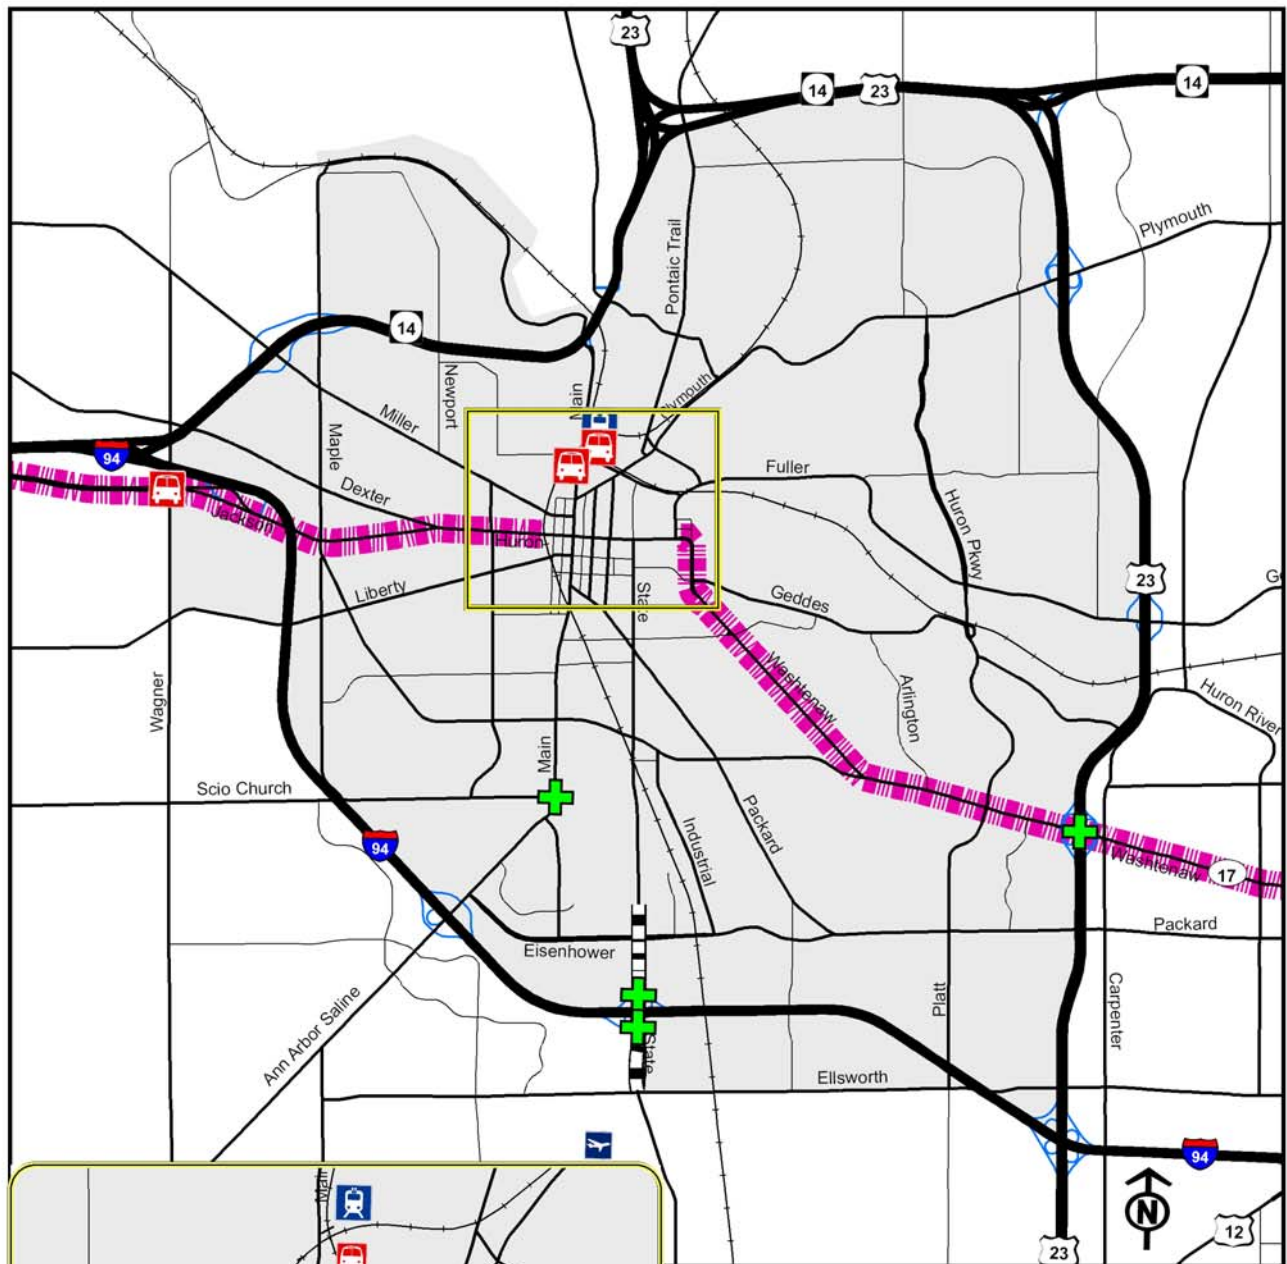 23
14
23
14
Plymouth
Pontaic Trail
14
Main
Plymouth
Newport
Miller
Maple
94
Fuller
Dexter
Huron Pkwy
Jackson
Huron
23
Liberty
State
Geddes
Washtenaw
Arlington
Huron River
Wagner
Main
Scio Church
Packard
Industrial
94
Washtenaw
17
Packard
Eisenhower
Platt
Carpenter
Ann Arbor Saline
State
Ellsworth
94
Main
N
12
23